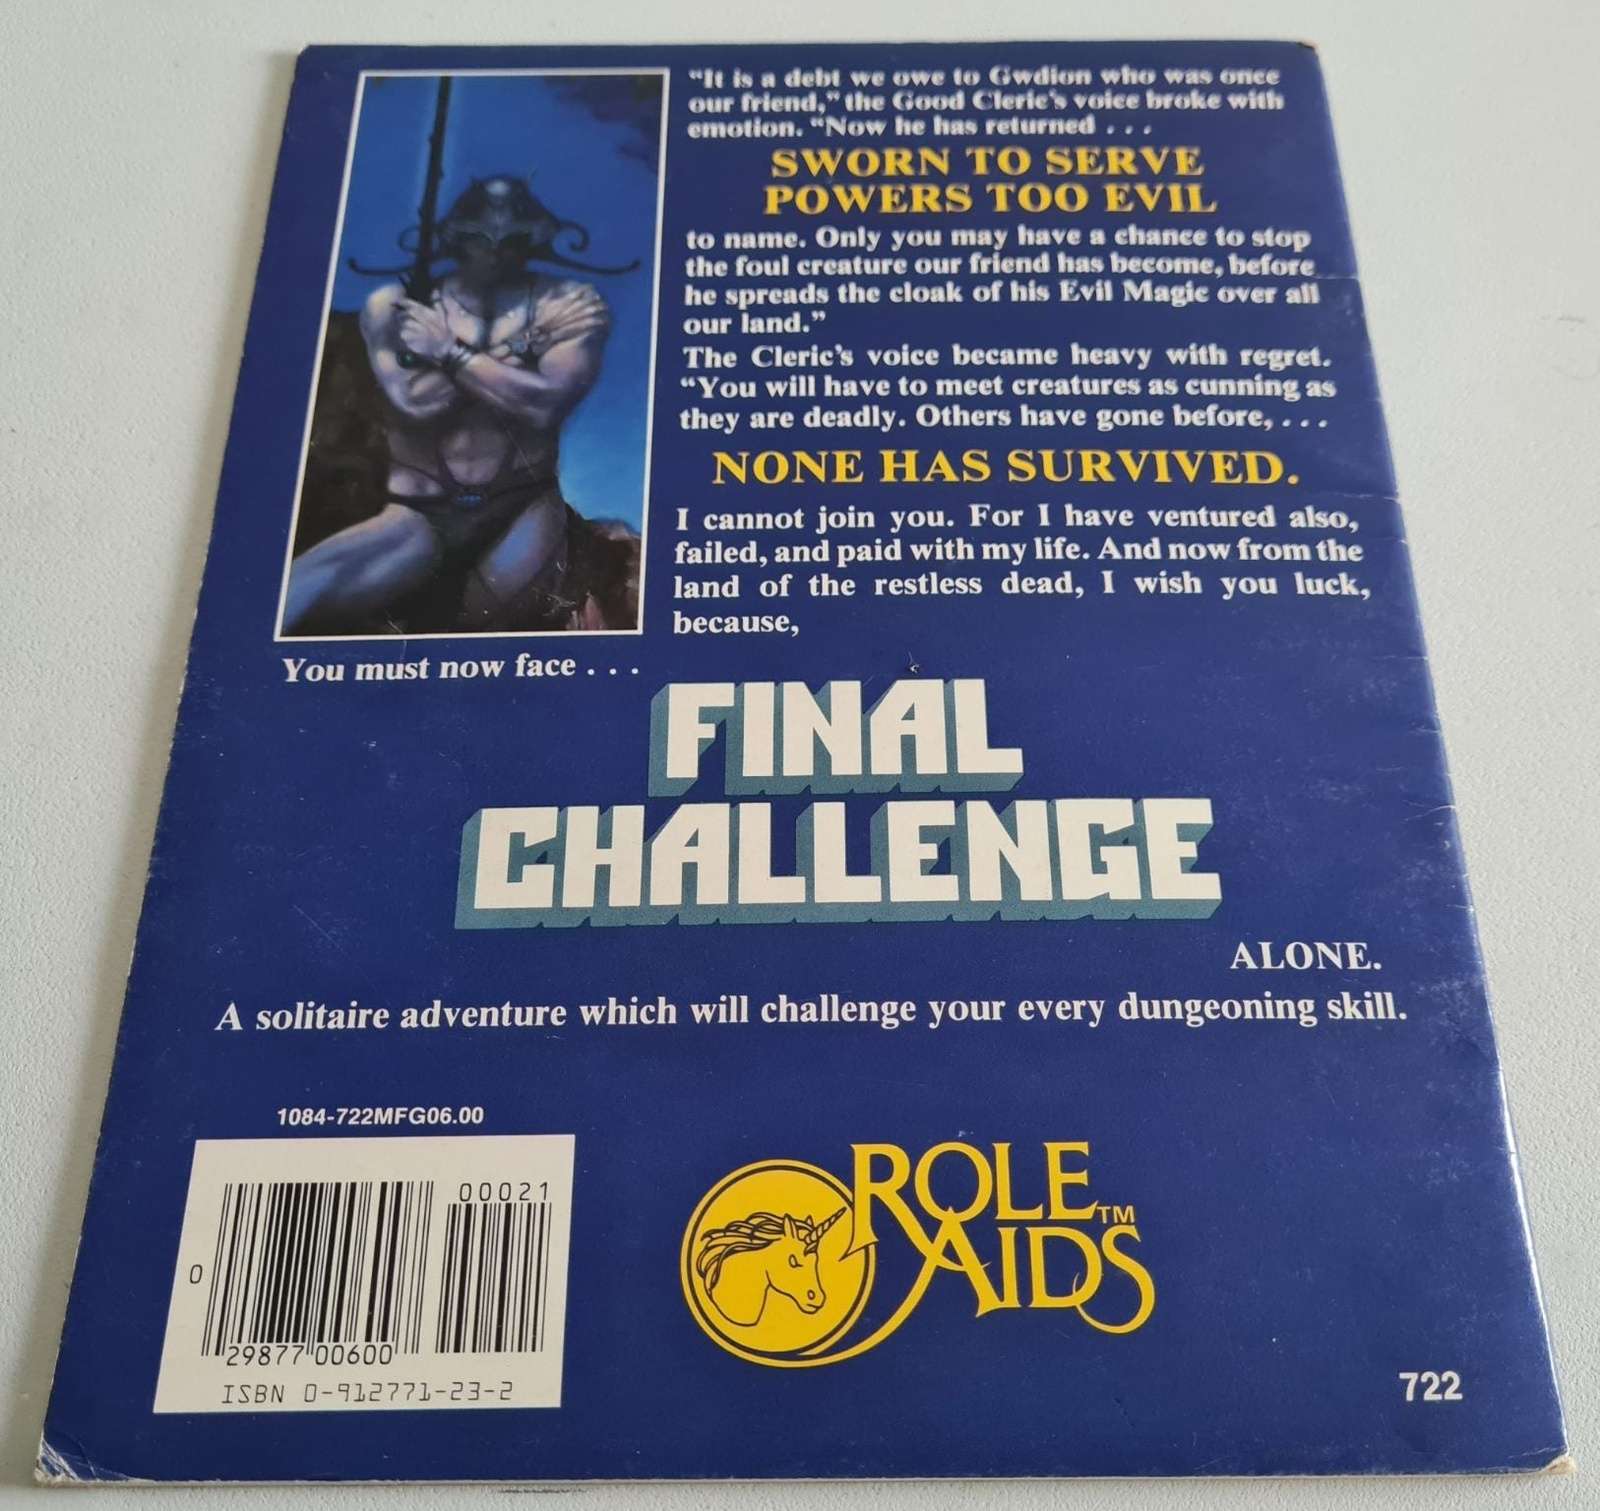 “It is a debt we owe to Gwdion who was once
our friend,” the Good Cleric’s voice broke with
emotion. “Now he has returned . . .
SWORN TO SERVE
POWERS TOO EVIL
to name. Only you may have a chance to stop
the foul creature our friend has become, before
he spreads the cloak of his Evil Magic over all
our land.”
The Cleric’s voice became heavy with regret.
“You will have to meet creatures as cunning as
they are deadly. Others have gone before, . . .
NONE HAS SURVIVED.
I cannot join you. For I have ventured also,
failed, and paid with my life. And now from the
land of the restless dead, I wish you luck,
because,
You must now face . . .
FINAL
CHALLENGE
ALONE.
A solitaire adventure which will challenge your every dungeoning skill.
1084-722MFG06.00
00021
0
29877 00600
ISBN 0-912771-23-2
ROLE
AIDS™
722